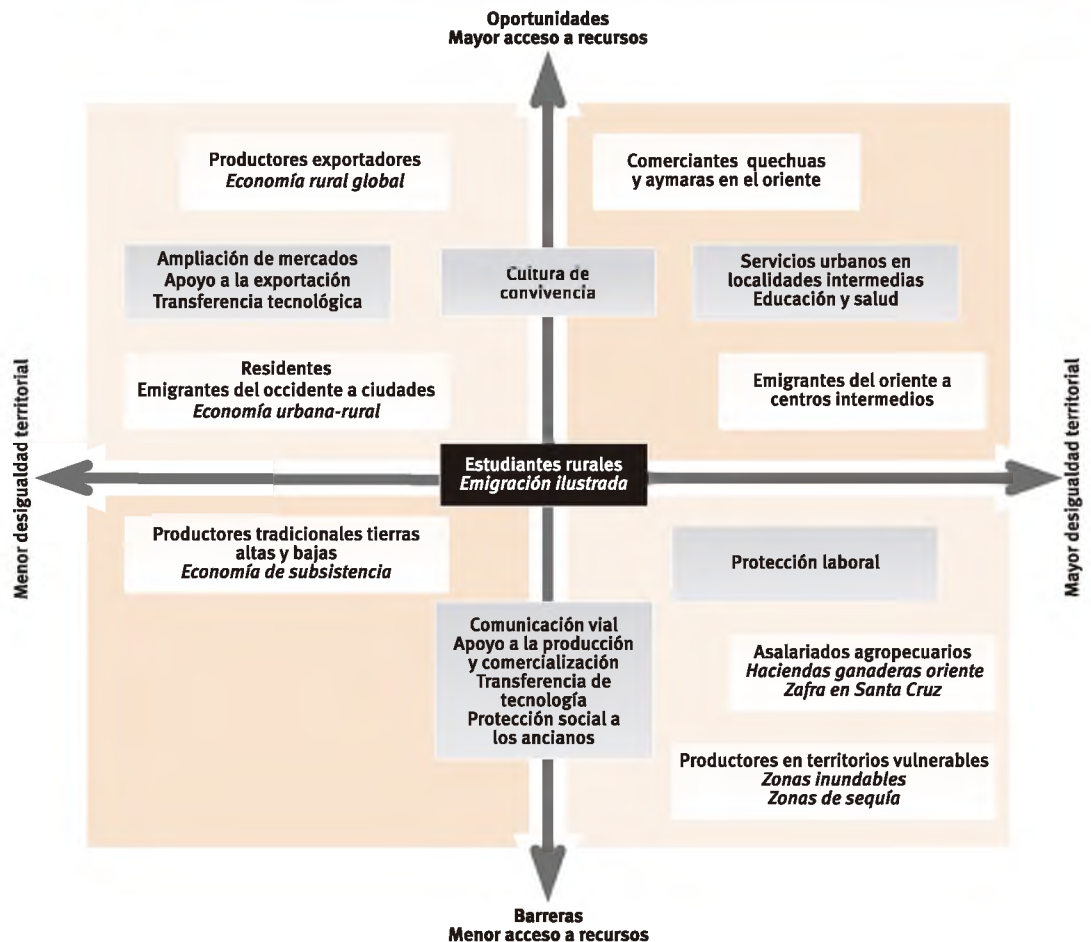 Oportunidades
Mayor acceso a recursos
Productores exportadores
Economía rural global
Comerciantes quechuas
y aymaras en el oriente
Ampliación de mercados
Apoyo a la exportación
Transferencia tecnológica
Cultura de
convivencia
Servicios urbanos en
localidades intermedias
Educación y salud
Residentes
Emigrantes del occidente a ciudades
Economía urbana-rural
Emigrantes del oriente a
centros intermedios
Menor desigualdad territorial
Estudiantes rurales
Emigración ilustrada
Mayor desigualdad territorial
Productores tradicionales tierras
altas y bajas
Economía de subsistencia
Protección laboral
Comunicación vial
Apoyo a la producción
y comercialización
Transferencia de
tecnología
Protección social a
los ancianos
Asalariados agropecuarios
Haciendas ganaderas oriente
Zafra en Santa Cruz
Productores en territorios vulnerables
Zonas inundables
Zonas de sequía
Barreras
Menor acceso a recursos